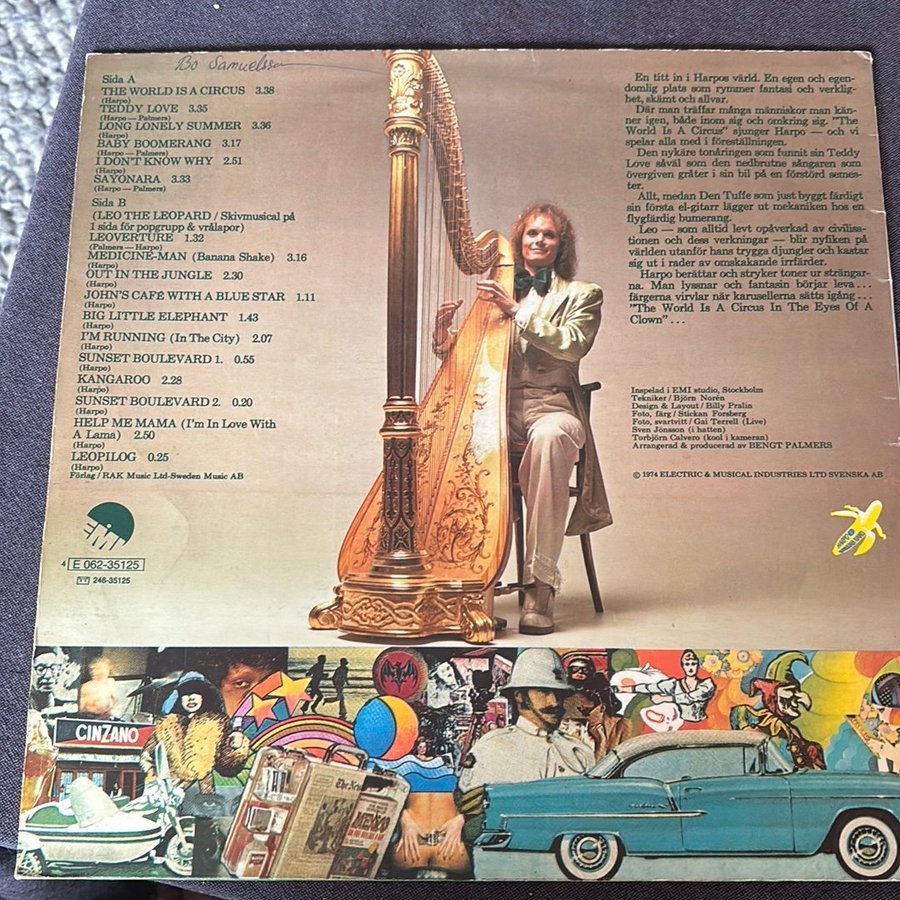 Bo Samuelsson
Sida A
THE WORLD IS A CIRCUS 3.38
(Harpo)
TEDDY LOVE 3.35
(Harpo — Palmers)
LONG LONELY SUMMER 3.36
(Harpo)
BABY BOOMERANG 3.17
(Harpo — Palmers)
I DON'T KNOW WHY 2.51
(Harpo)
SAYONARA 3.33
(Harpo — Palmers)
Sida B
(LEO THE LEOPARD / Skivmusical på
1 sida för popgrupp & vrålapor)
LEOVERTURE 1.32
(Palmers — Harpo)
MEDICINE-MAN (Banana Shake) 3.16
(Harpo)
OUT IN THE JUNGLE 2.30
(Harpo)
JOHN'S CAFÉ WITH A BLUE STAR 1.11
(Harpo)
BIG LITTLE ELEPHANT 1.43
(Harpo)
I'M RUNNING (In The City) 2.07
(Harpo)
SUNSET BOULEVARD 1. 0.55
(Harpo)
KANGAROO 2.28
(Harpo)
SUNSET BOULEVARD 2. 0.20
(Harpo)
HELP ME MAMA (I'm In Love With
A Lama) 2.50
(Harpo)
LEOPILOG 0.25
(Harpo)
Förlag / RAK Music Ltd-Sweden Music AB
EMI
4 E 062-35125
246-35125
En titt in i Harpos värld. En egen och egen-
domlig plats som rymmer fantasi och verklig-
het, skämt och allvar.
Där man träffar många människor man kän-
ner igen, både inom sig och omkring sig. "The
World Is A Circus" sjunger Harpo — och vi
spelar alla med i föreställningen.
Den nykäre tonåringen som funnit sin Teddy
Love såväl som den nedbrutne sångaren som
övergiven gråter i sin bil på en förstörd semes-
ter.
Allt, medan Den Tuffe som just byggt färdigt
sin första el-gitarr lägger ut mekaniken hos en
flygfärdig bumerang.
Leo — som alltid levt opåverkad av civilisa-
tionen och dess verkningar — blir nyfiken på
världen utanför hans trygga djungler och kastar
sig ut i rader av omskakande irrfärder.
Harpo berättar och stryker toner ur strängar-
na. Man lyssnar och fantasin börjar leva...
färgerna virvlar när karusellerna sätts igång...
"The World Is A Circus In The Eyes Of A
Clown"...
Inspelad i EMI studio, Stockholm
Tekniker / Björn Norén
Design & Layout / Billy Pralin
Foto, färg / Stickan Forsberg
Foto, svartvitt / Gai Terrell (Live)
Sven Jönsson (i hatten)
Torbjörn Calvero (kool i kameran)
Arrangerad & producerad av BENGT PALMERS
© 1974 ELECTRIC & MUSICAL INDUSTRIES LTD SVENSKA AB
CINZANO
The New
MEXICO